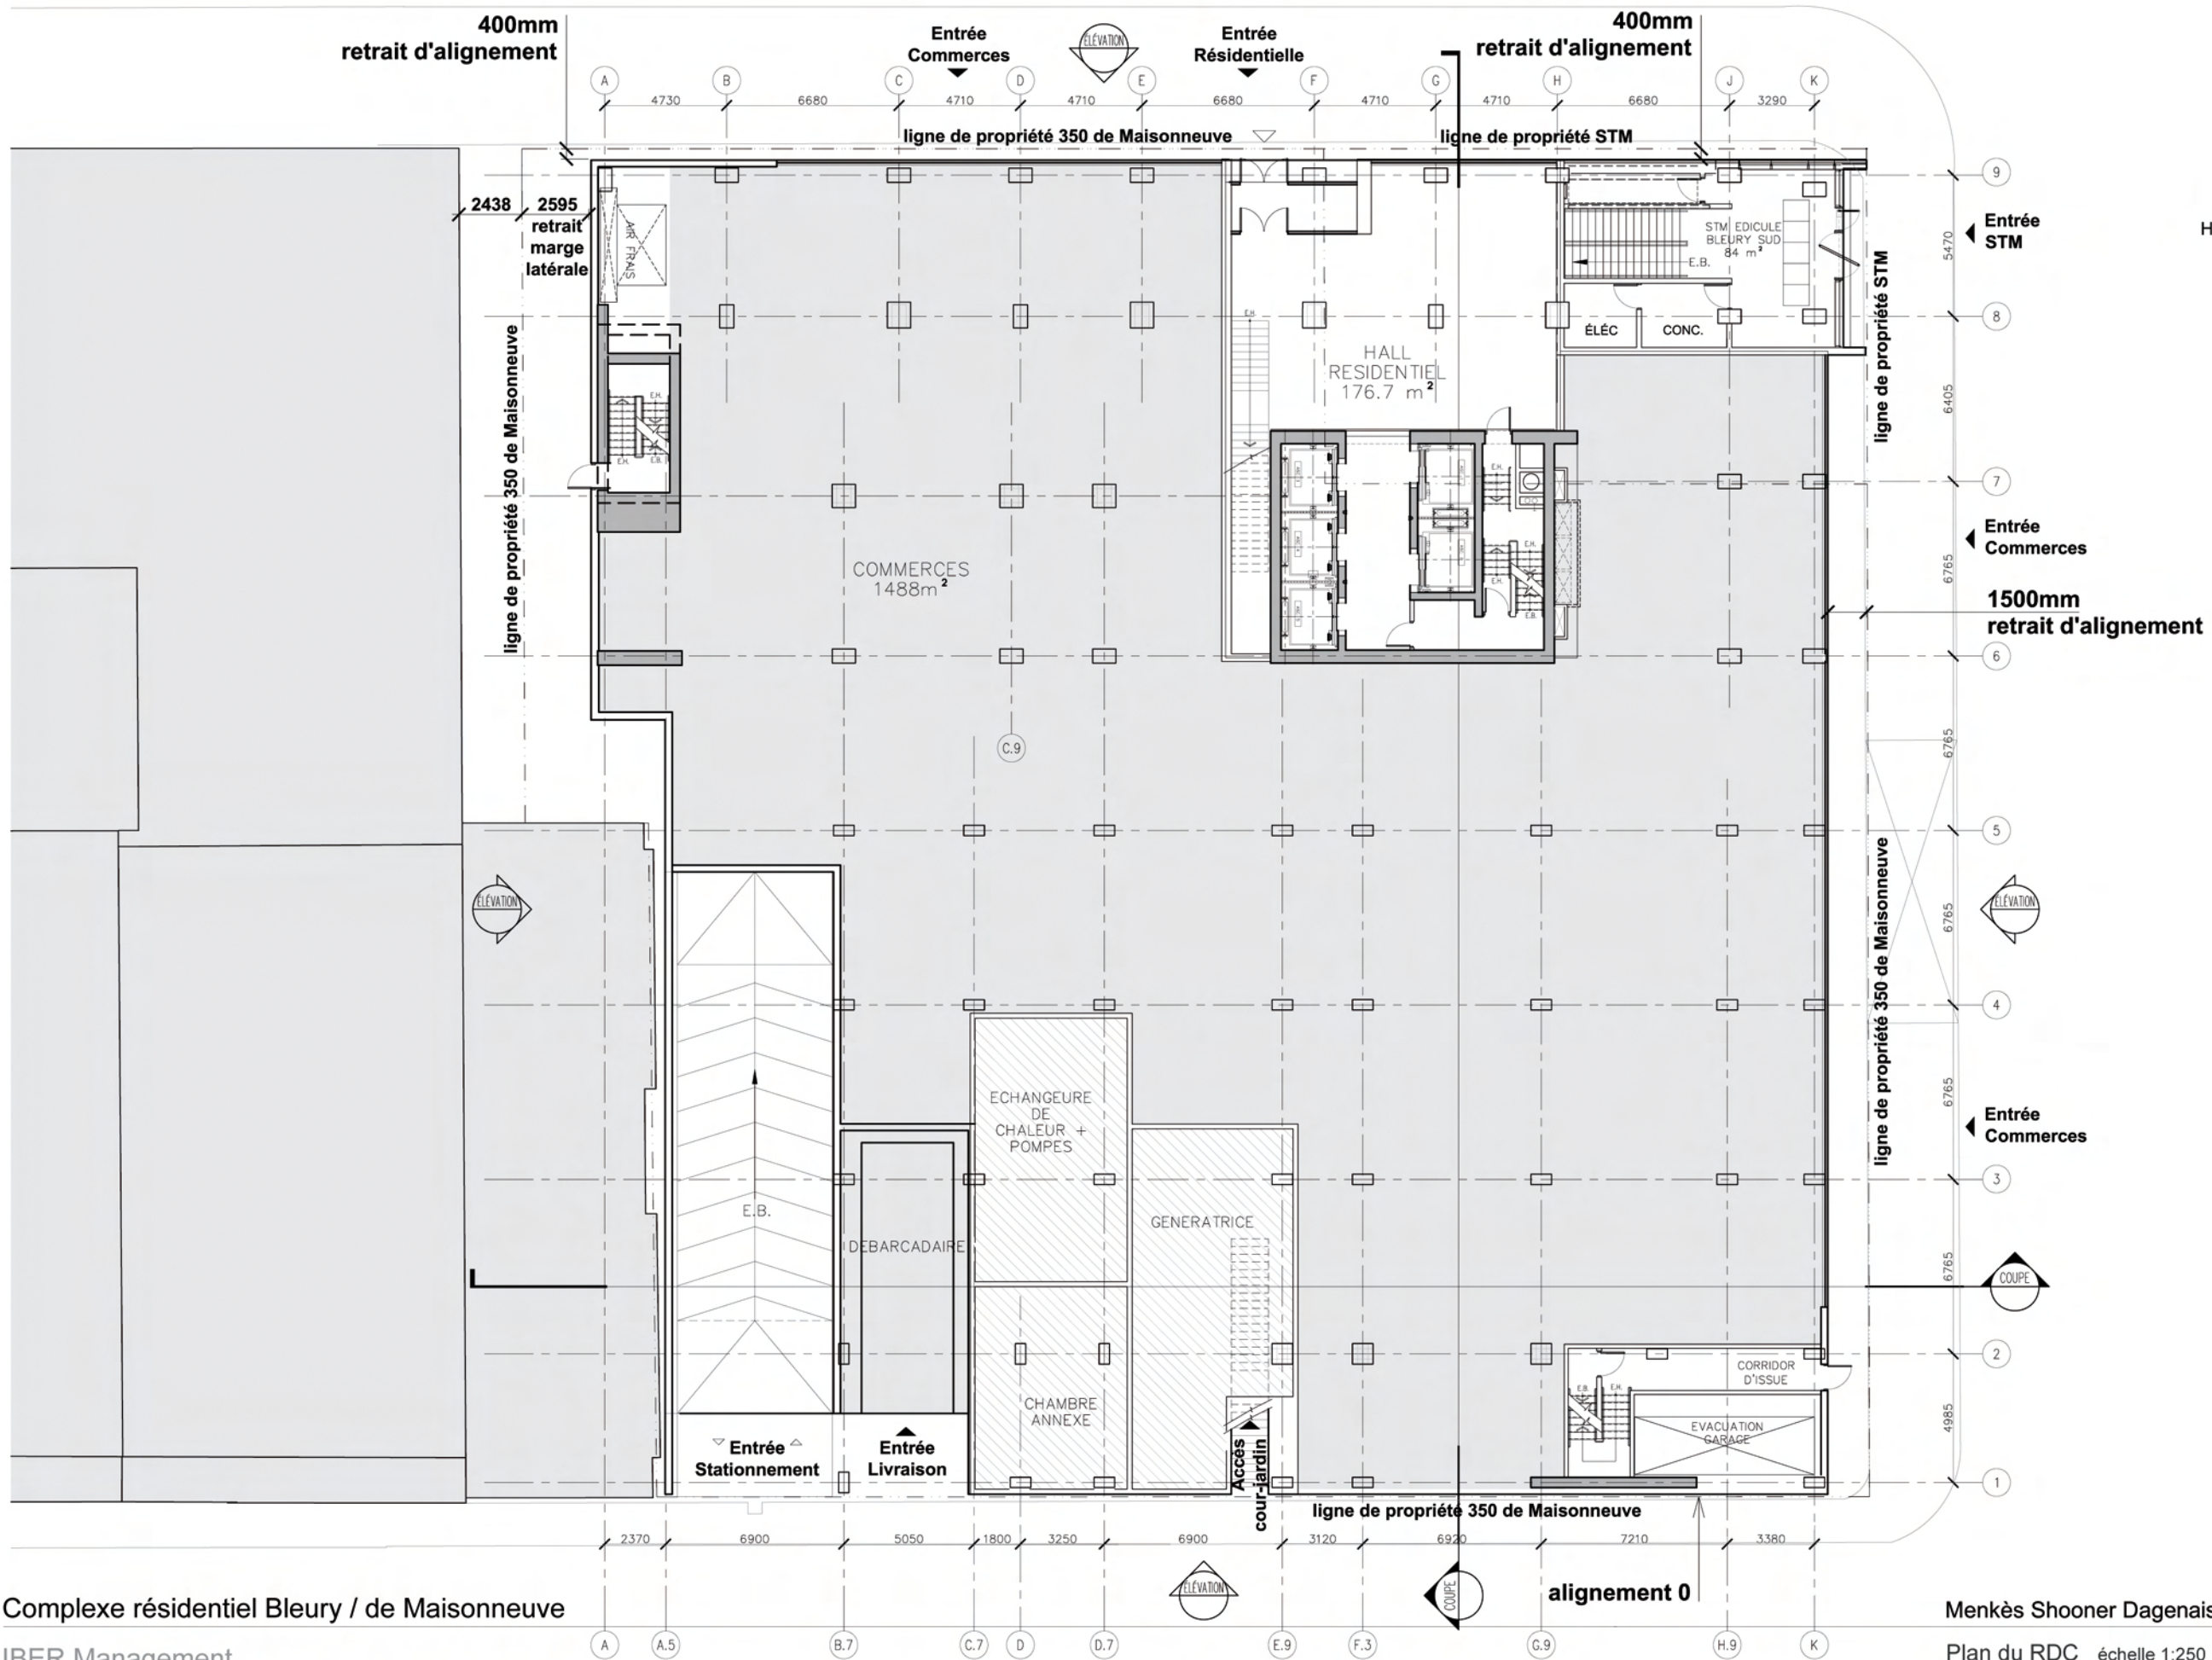 400mm
retrait d'alignement
Entrée
Commerces
ÉLÉVATION
Entrée
Résidentielle
400mm
retrait d'alignement
A
B
C
D
E
F
G
H
J
K
4730
6680
4710
4710
6680
4710
4710
6680
3290
ligne de propriété 350 de Maisonneuve
ligne de propriété STM
9
2438
2595
retrait
marge
latérale
AIR FRAIS
STM EDICULE
BLEURY SUD
84 m²
E.B.
Entrée
STM
H
5470
ligne de propriété STM
8
ÉLÉC
CONC.
E.H.
HALL
RESIDENTIEL
176.7 m²
ligne de propriété 350 de Maisonneuve
E.H.
E.H.
E.B.
6405
7
E.H.
Entrée
Commerces
COMMERCES
1488m²
E.H.
E.H.
E.B.
6765
1500mm
retrait d'alignement
6
C.9
6765
5
ÉLÉVATION
ÉLÉVATION
6765
ligne de propriété 350 de Maisonneuve
4
ECHANGEURE
DE
CHALEUR +
POMPES
6765
Entrée
Commerces
3
E.B.
GENERATRICE
DEBARCADAIRE
6765
COUPE
2
CORRIDOR
D'ISSUE
E.B.
E.H.
CHAMBRE
ANNEXE
EVACUATION
GARAGE
4985
Entrée
Stationnement
Entrée
Livraison
Accès
cour-jardin
1
ligne de propriété 350 de Maisonneuve
2370
6900
5050
1800
3250
6900
3120
6920
7210
3380
ÉLÉVATION
COUPE
alignement 0
Complexe résidentiel Bleury / de Maisonneuve
Menkès Shooner Dagenais
A
A.5
B.7
C.7
D
D.7
E.9
F.3
G.9
H.9
K
IBER Management
Plan du RDC échelle 1:250